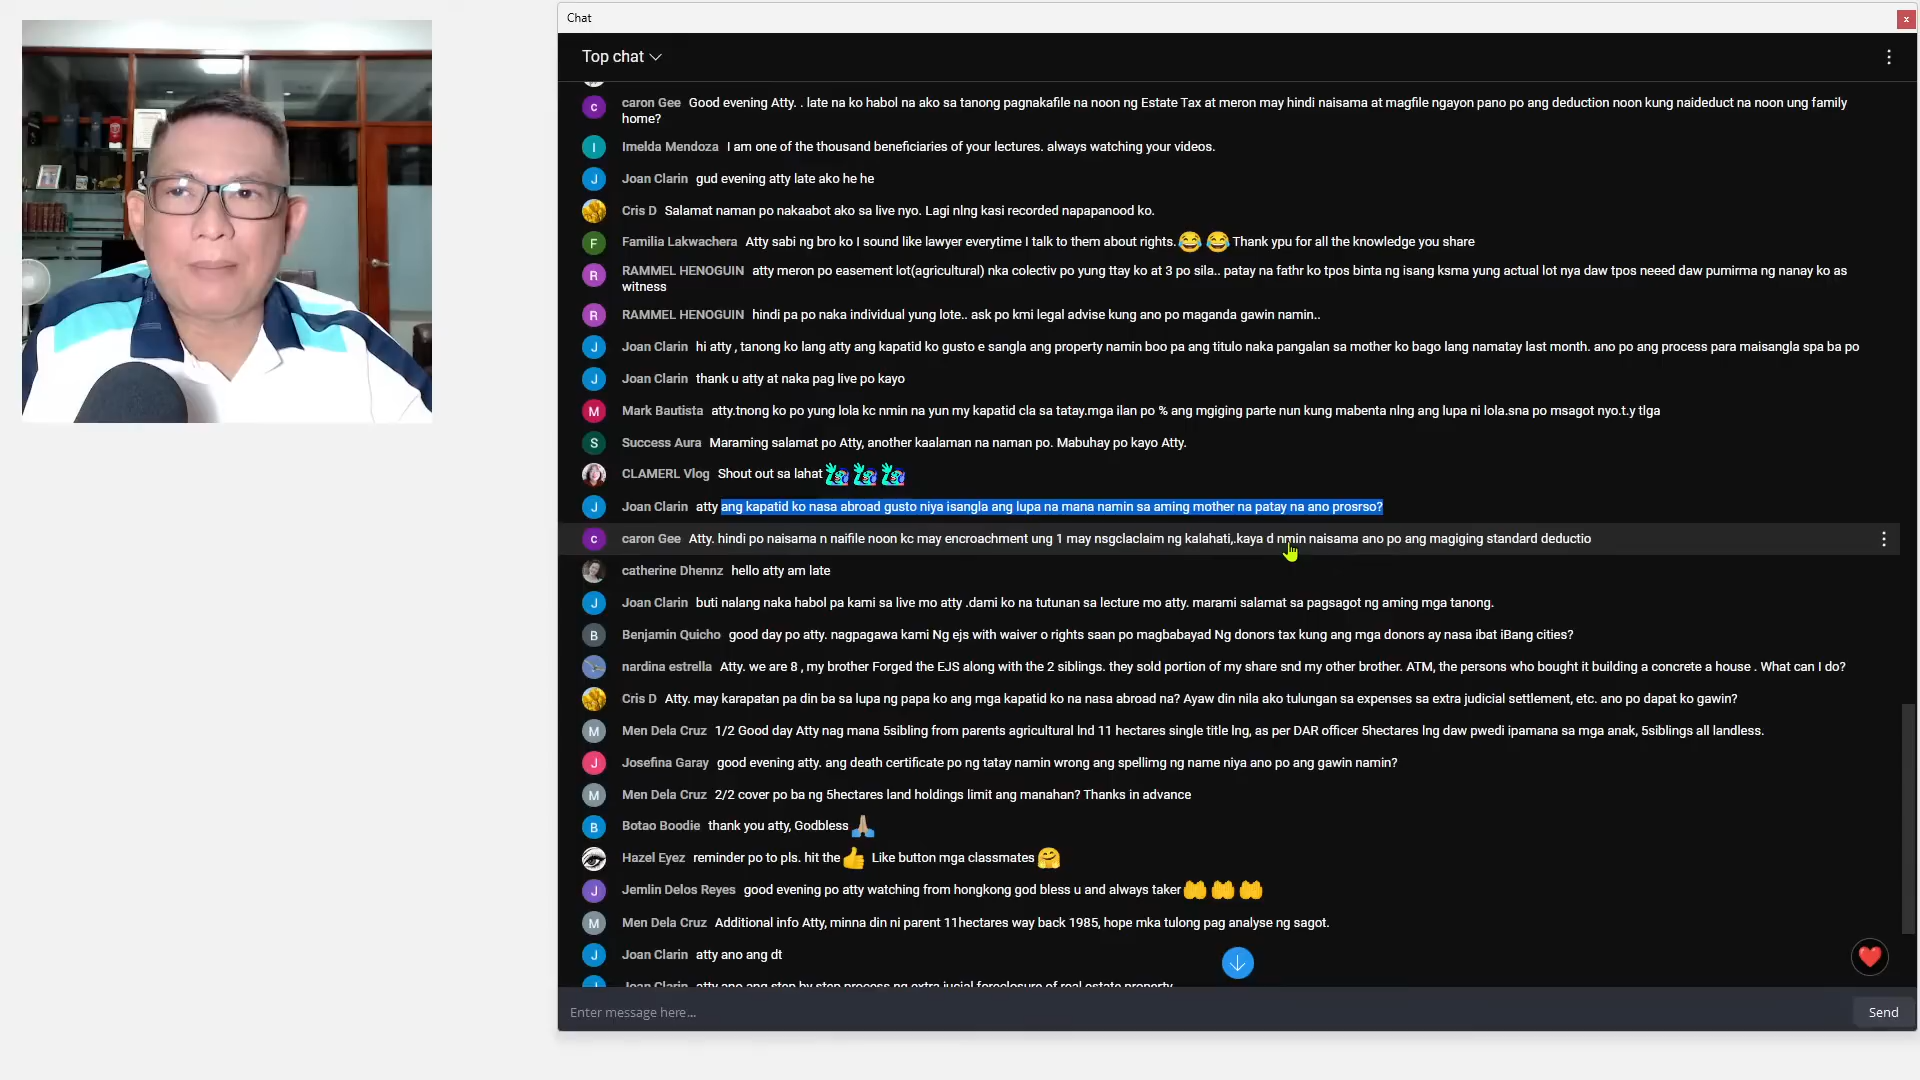 Chat
Top chat
caron Gee Good evening Atty. . late na ko habol na ako sa tanong pagnakafile na noon ng Estate Tax at meron may hindi naisama at magfile ngayon pano po ang deduction noon kung naideduct na noon ung family
home?
Imelda Mendoza I am one of the thousand beneficiaries of your lectures. always watching your videos.
Joan Clarin gud evening atty late ako he he
Cris D Salamat naman po nakaabot ako sa live nyo. Lagi nlng kasi recorded napapanood ko.
Familia Lakwachera Atty sabi ng bro ko I sound like lawyer everytime I talk to them about rights.😂 😂 Thank ypu for all the knowledge you share
RAMMEL HENOGUIN atty meron po easement lot(agricultural) nka colectiv po yung ttay ko at 3 po sila.. patay na fathr ko tpos binta ng isang ksma yung actual lot nya daw tpos neeed daw pumirma ng nanay ko as
witness
RAMMEL HENOGUIN hindi pa po naka individual yung lote.. ask po kmi legal advise kung ano po maganda gawin namin..
Joan Clarin hi atty , tanong ko lang atty ang kapatid ko gusto e sangla ang property namin boo pa ang titulo naka pangalan sa mother ko bago lang namatay last month. ano po ang process para maisangla spa ba po
Joan Clarin thank u atty at naka pag live po kayo
Mark Bautista atty.tnong ko po yung lola kc nmin na yun my kapatid cla sa tatay.mga ilan po % ang mgiging parte nun kung mabenta nlng ang lupa ni lola.sna po msagot nyo.t.y tlga
Success Aura Maraming salamat po Atty, another kaalaman na naman po. Mabuhay po kayo Atty.
CLAMERL Vlog Shout out sa lahat
Joan Clarin atty ang kapatid ko nasa abroad gusto niya isangla ang lupa na mana namin sa aming mother na patay na ano prosrso?
caron Gee Atty. hindi po naisama n naifile noon kc may encroachment ung 1 may nsgclaclaim ng kalahati,.kaya d nmin naisama ano po ang magiging standard deductio
catherine Dhennz hello atty am late
Joan Clarin buti nalang naka habol pa kami sa live mo atty .dami ko na tutunan sa lecture mo atty. marami salamat sa pagsagot ng aming mga tanong.
Benjamin Quicho good day po atty. nagpagawa kami Ng ejs with waiver o rights saan po magbabayad Ng donors tax kung ang mga donors ay nasa ibat iBang cities?
nardina estrella Atty. we are 8 , my brother Forged the EJS along with the 2 siblings. they sold portion of my share snd my other brother. ATM, the persons who bought it building a concrete a house . What can I do?
Cris D Atty. may karapatan pa din ba sa lupa ng papa ko ang mga kapatid ko na nasa abroad na? Ayaw din nila ako tulungan sa expenses sa extra judicial settlement, etc. ano po dapat ko gawin?
Men Dela Cruz 1/2 Good day Atty nag mana 5sibling from parents agricultural lnd 11 hectares single title lng, as per DAR officer 5hectares lng daw pwedi ipamana sa mga anak, 5siblings all landless.
Josefina Garay good evening atty. ang death certificate po ng tatay namin wrong ang spellimg ng name niya ano po ang gawin namin?
Men Dela Cruz 2/2 cover po ba ng 5hectares land holdings limit ang manahan? Thanks in advance
Botao Boodie thank you atty, Godbless 🙏
Hazel Eyez reminder po to pls. hit the 👍 Like button mga classmates 🤗
Jemlin Delos Reyes good evening po atty watching from hongkong god bless u and always taker 🤲 🤲 🤲
Men Dela Cruz Additional info Atty, minna din ni parent 11hectares way back 1985, hope mka tulong pag analyse ng sagot.
Joan Clarin atty ano ang dt
Joan Clarin atty ano ang step by step process ng extra jucial foreclosure of real estate property
Enter message here...
Send